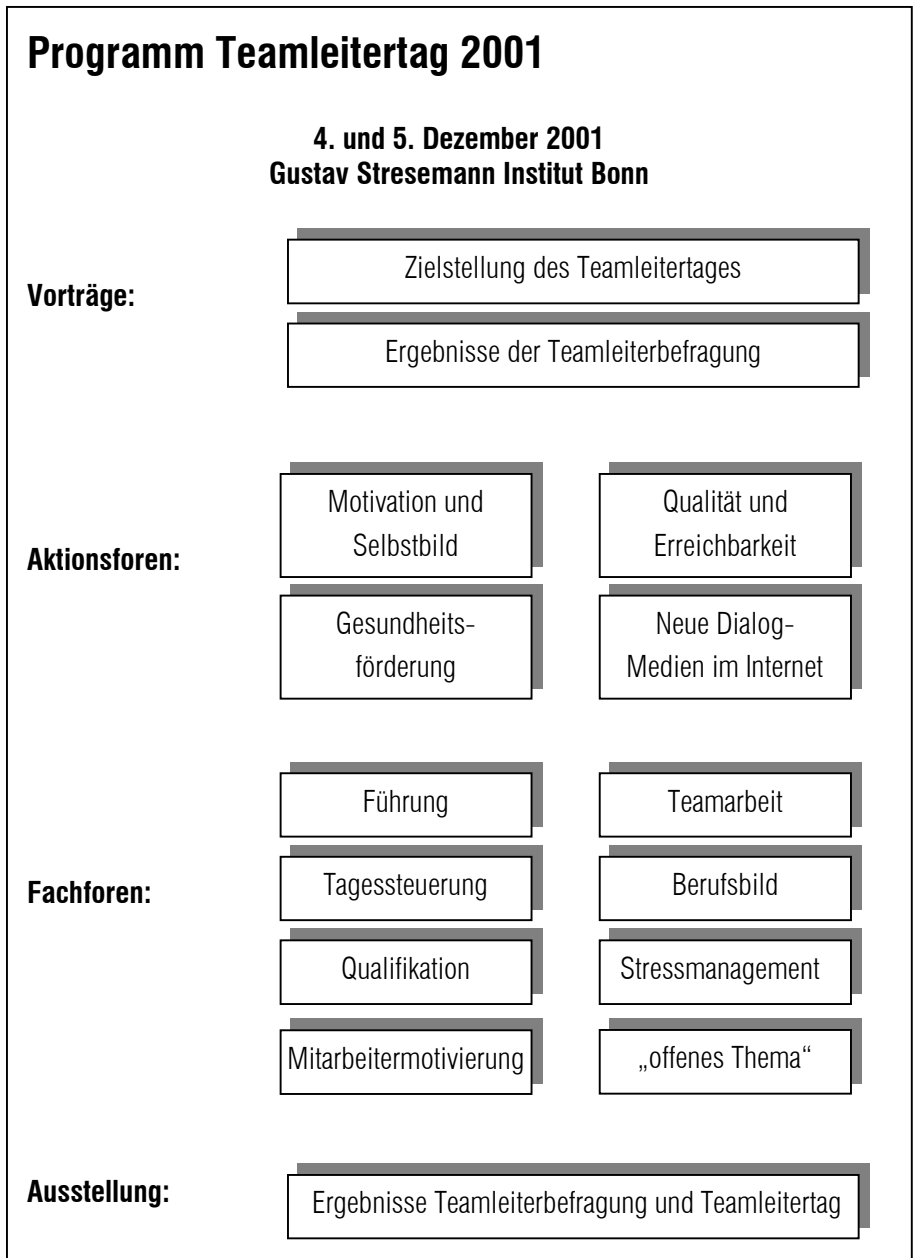 Programm Teamleitertag 2001
4. und 5. Dezember 2001
Gustav Stresemann Institut Bonn
Vorträge:
Zielstellung des Teamleitertages
Ergebnisse der Teamleiterbefragung
Aktionsforen:
Motivation und
Selbstbild
Qualität und
Erreichbarkeit
Gesundheits-
förderung
Neue Dialog-
Medien im Internet
Fachforen:
Führung
Teamarbeit
Tagessteuerung
Berufsbild
Qualifikation
Stressmanagement
Mitarbeitermotivierung
„offenes Thema“
Ausstellung:
Ergebnisse Teamleiterbefragung und Teamleitertag